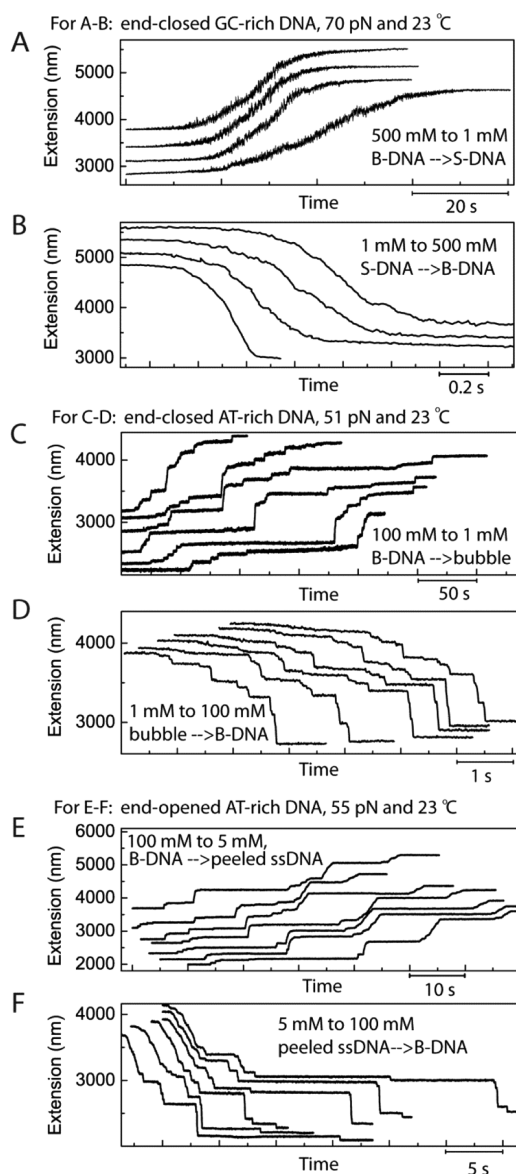 For A-B: end-closed GC-rich DNA, 70 pN and 23 °C
A
Extension (nm)
5000
4000
3000
500 mM to 1 mM
B-DNA -->S-DNA
Time
20 s
B
Extension (nm)
5000
4000
3000
1 mM to 500 mM
S-DNA -->B-DNA
Time
0.2 s
For C-D: end-closed AT-rich DNA, 51 pN and 23 °C
C
Extension (nm)
4000
3000
100 mM to 1 mM
B-DNA -->bubble
Time
50 s
D
Extension (nm)
4000
3000
1 mM to 100 mM
bubble -->B-DNA
Time
1 s
For E-F: end-opened AT-rich DNA, 55 pN and 23 °C
E
Extension (nm)
6000
5000
4000
3000
2000
100 mM to 5 mM,
B-DNA -->peeled ssDNA
Time
10 s
F
Extension (nm)
4000
3000
5 mM to 100 mM
peeled ssDNA-->B-DNA
Time
5 s